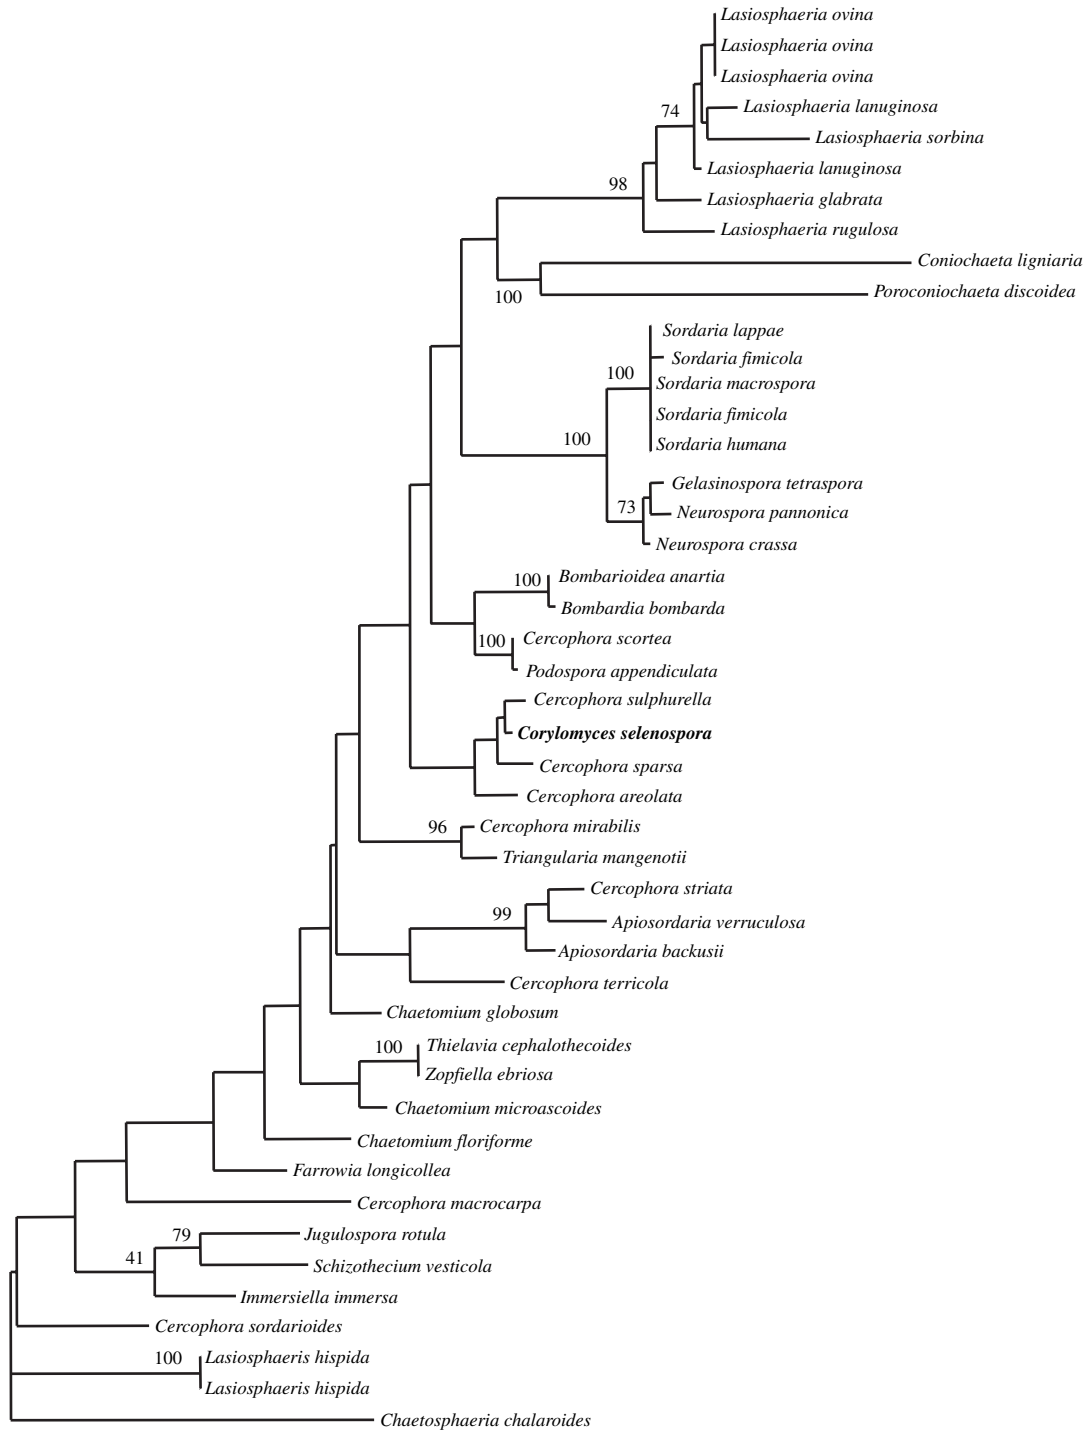 Lasiosphaeria ovina
Lasiosphaeria ovina
Lasiosphaeria ovina
74
Lasiosphaeria lanuginosa
Lasiosphaeria sorbina
Lasiosphaeria lanuginosa
98
Lasiosphaeria glabrata
Lasiosphaeria rugulosa
Coniochaeta ligniaria
100
Poroconiochaeta discoidea
Sordaria lappae
Sordaria fimicola
100
Sordaria macrospora
Sordaria fimicola
100
Sordaria humana
Gelasinospora tetraspora
73
Neurospora pannonica
Neurospora crassa
100
Bombarioidea anartia
Bombardia bombarda
100
Cercophora scortea
Podospora appendiculata
Cercophora sulphurella
Corylomyces selenospora
Cercophora sparsa
Cercophora areolata
96
Cercophora mirabilis
Triangularia mangenotii
Cercophora striata
99
Apiosordaria verruculosa
Apiosordaria backusii
Cercophora terricola
Chaetomium globosum
100
Thielavia cephalothecoides
Zopfiella ebriosa
Chaetomium microascoides
Chaetomium floriforme
Farrowia longicollea
Cercophora macrocarpa
79
Jugulospora rotula
41
Schizothecium vesticola
Immersiella immersa
Cercophora sordarioides
100
Lasiosphaeris hispida
Lasiosphaeris hispida
Chaetosphaeria chalaroides